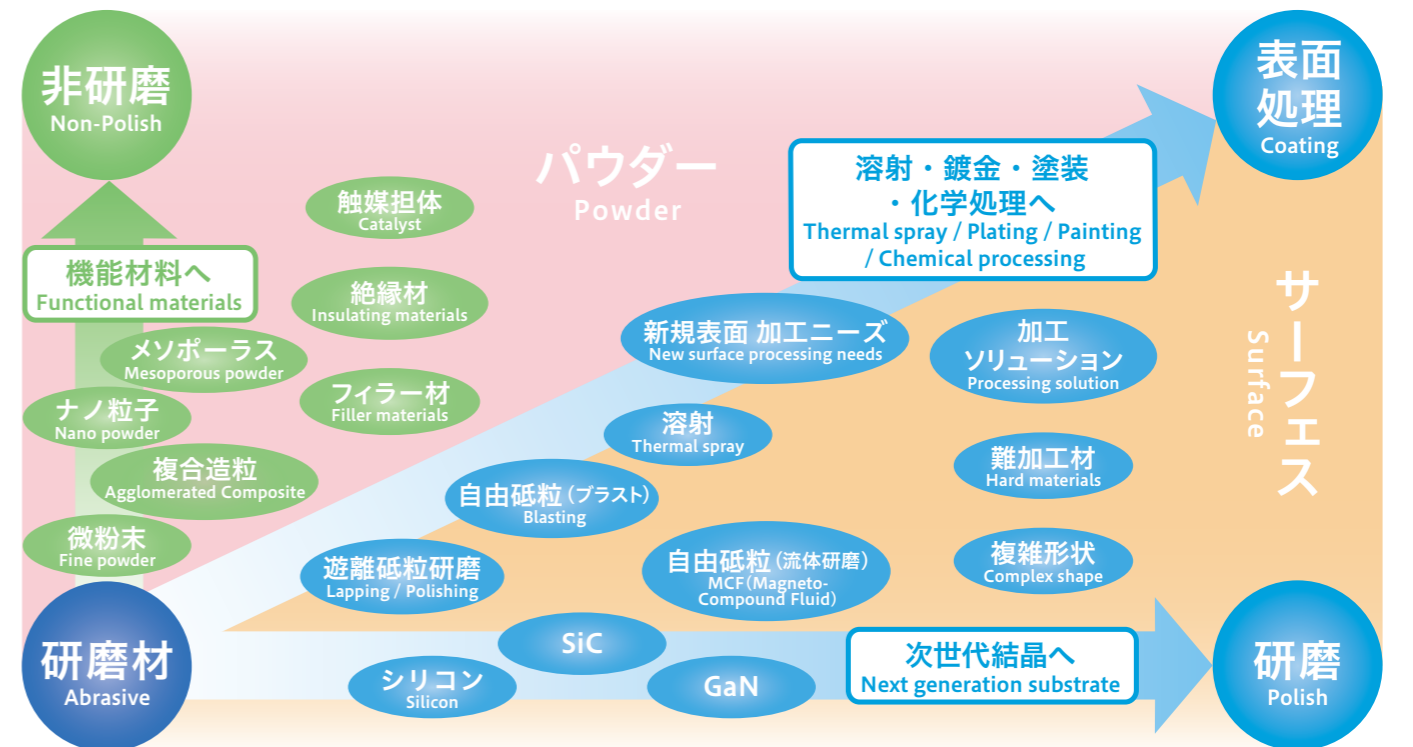 非研磨
Non-Polish
表面
処理
Coating
パウダー
Powder
溶射・鍍金・塗装
・化学処理へ
Thermal spray / Plating / Painting
/ Chemical processing
触媒担体
Catalyst
機能材料へ
Functional materials
絶縁材
Insulating materials
サーフェス
Surface
新規表面 加工ニーズ
New surface processing needs
加工
ソリューション
Processing solution
メソポーラス
Mesoporous powder
フィラー材
Filler materials
ナノ粒子
Nano powder
溶射
Thermal spray
複合造粒
Agglomerated Composite
難加工材
Hard materials
自由砥粒(ブラスト)
Blasting
微粉末
Fine powder
遊離砥粒研磨
Lapping / Polishing
自由砥粒(流体研磨)
MCF(Magneto-
Compound Fluid)
複雑形状
Complex shape
研磨材
Abrasive
SiC
シリコン
Silicon
GaN
次世代結晶へ
Next generation substrate
研磨
Polish